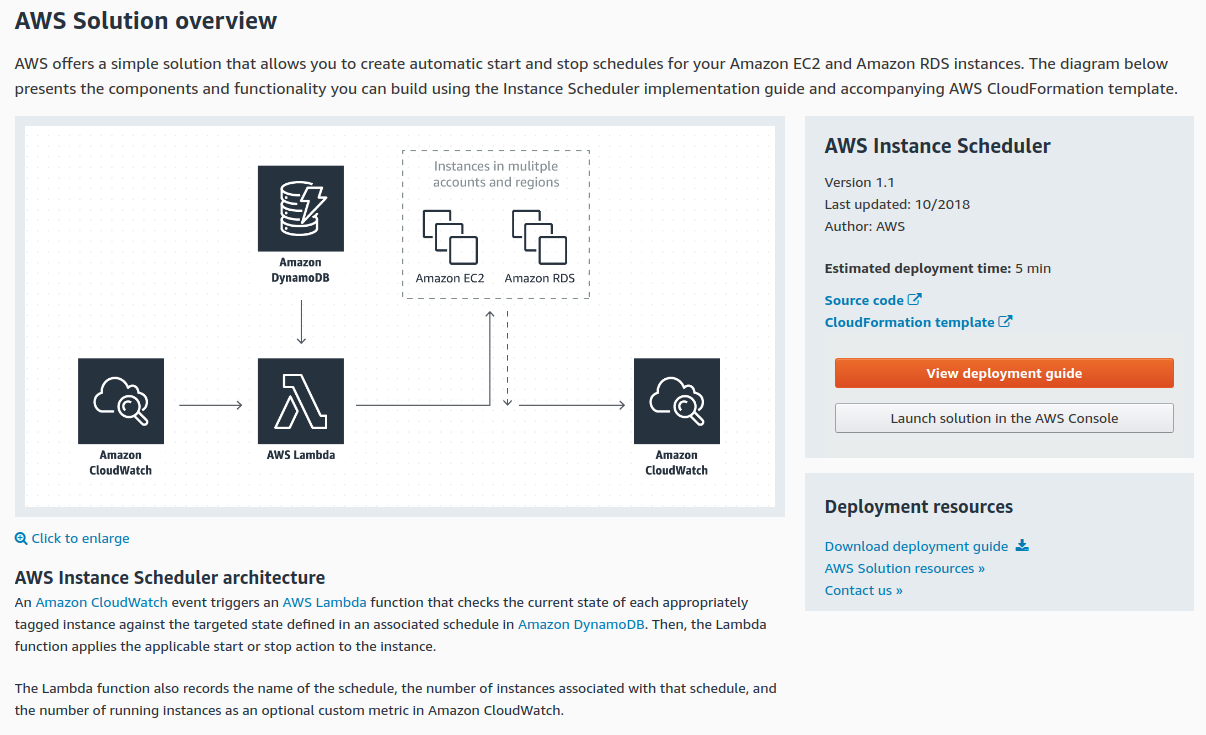 AWS Solution overview
AWS offers a simple solution that allows you to create automatic start and stop schedules for your Amazon EC2 and Amazon RDS instances. The diagram below
presents the components and functionality you can build using the Instance Scheduler implementation guide and accompanying AWS CloudFormation template.
Instances in mulitple
accounts and regions
Amazon EC2
Amazon RDS
Amazon
DynamoDB
Amazon
CloudWatch
AWS Lambda
Amazon
CloudWatch
Click to enlarge
AWS Instance Scheduler architecture
An Amazon CloudWatch event triggers an AWS Lambda function that checks the current state of each appropriately
tagged instance against the targeted state defined in an associated schedule in Amazon DynamoDB. Then, the Lambda
function applies the applicable start or stop action to the instance.
The Lambda function also records the name of the schedule, the number of instances associated with that schedule, and
the number of running instances as an optional custom metric in Amazon CloudWatch.
AWS Instance Scheduler
Version 1.1
Last updated: 10/2018
Author: AWS
Estimated deployment time: 5 min
Source code
CloudFormation template
View deployment guide
Launch solution in the AWS Console
Deployment resources
Download deployment guide
AWS Solution resources »
Contact us »